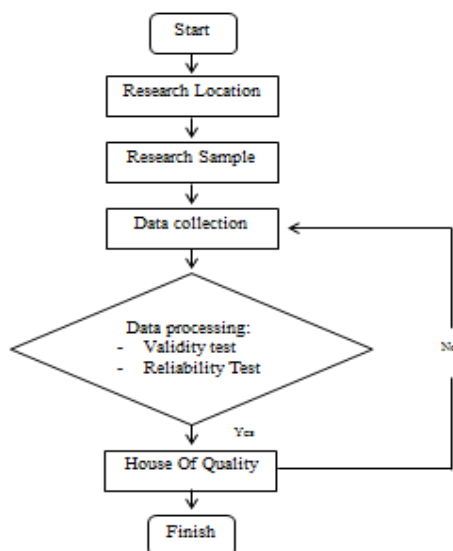 Start
Research Location
Research Sample
Data collection
Data processing:
- Validity test
- Reliability Test
No
Yes
House Of Quality
Finish